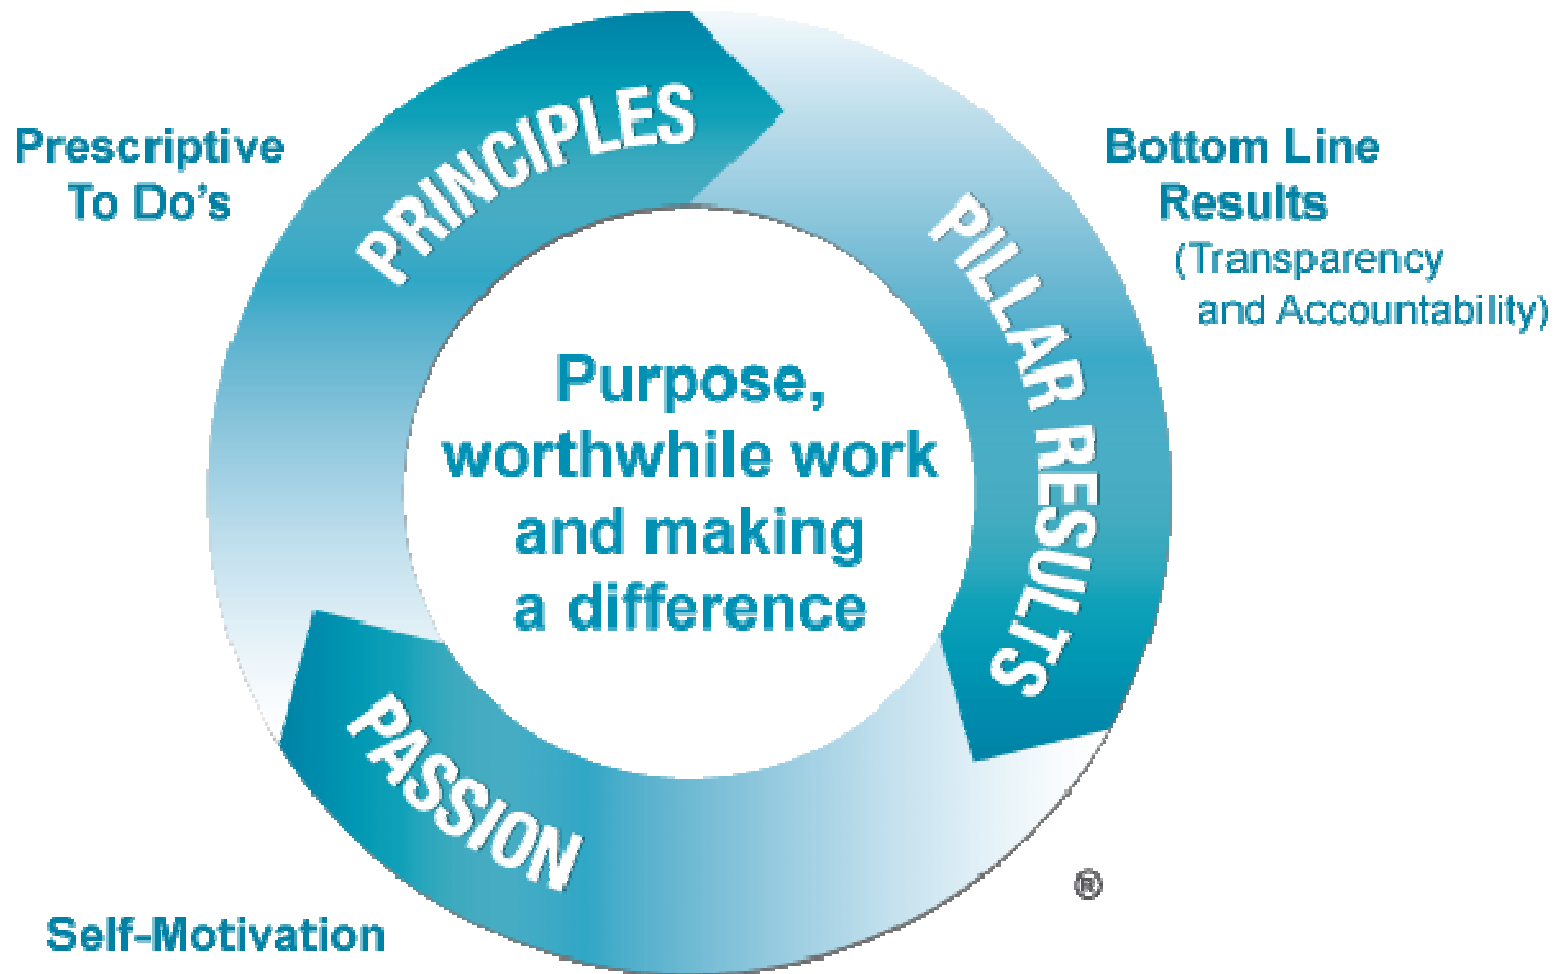 PRINCIPLES
Prescriptive
To Do's
Bottom Line
Results
(Transparency
and Accountability)
PILLAR RESULTS
Purpose,
worthwhile work
and making
a difference
PASSION
®
Self-Motivation